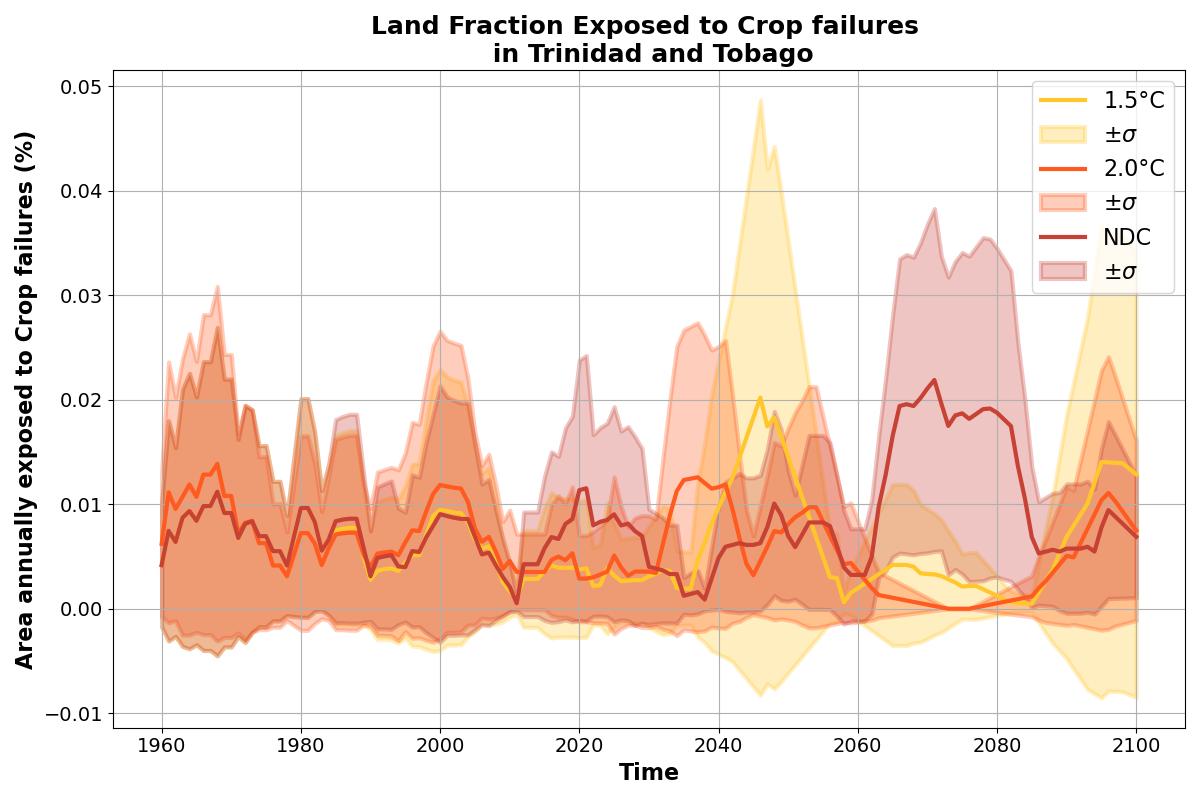 Land Fraction Exposed to Crop failures
in Trinidad and Tobago
Area annually exposed to Crop failures (%)
0.05
0.04
0.03
0.02
0.01
0.00
−0.01
1.5°C
±σ
2.0°C
±σ
NDC
±σ
1960
1980
2000
2020
2040
2060
2080
2100
Time